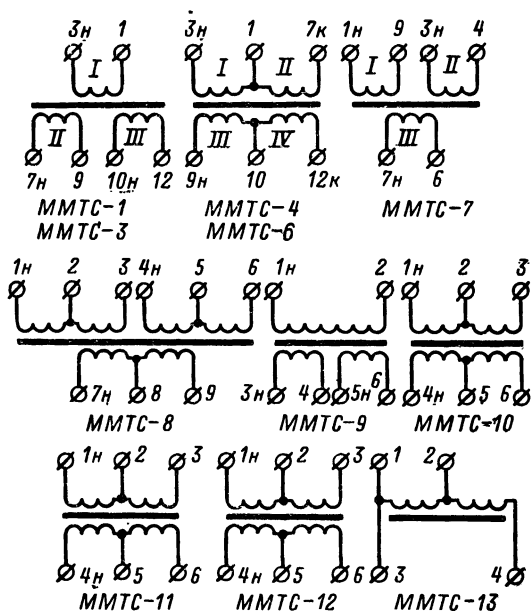 3н 1 3н 1 7к 1н 9 3н 4
I I II I II
II III III IV III
7н 9 10н 12 9н 10 12к 7н 6
ММТС-1 ММТС-4 ММТС-7
ММТС-3 ММТС-6
1н 2 3 4н 5 6 1н 2 1н 2 3
7н 8 9 3н 4 5н 6 4н 5 6
ММТС-8 ММТС-9 ММТС-10
1н 2 3 1н 2 3 1 2
4н 5 6 4н 5 6 3 4
ММТС-11 ММТС-12 ММТС-13